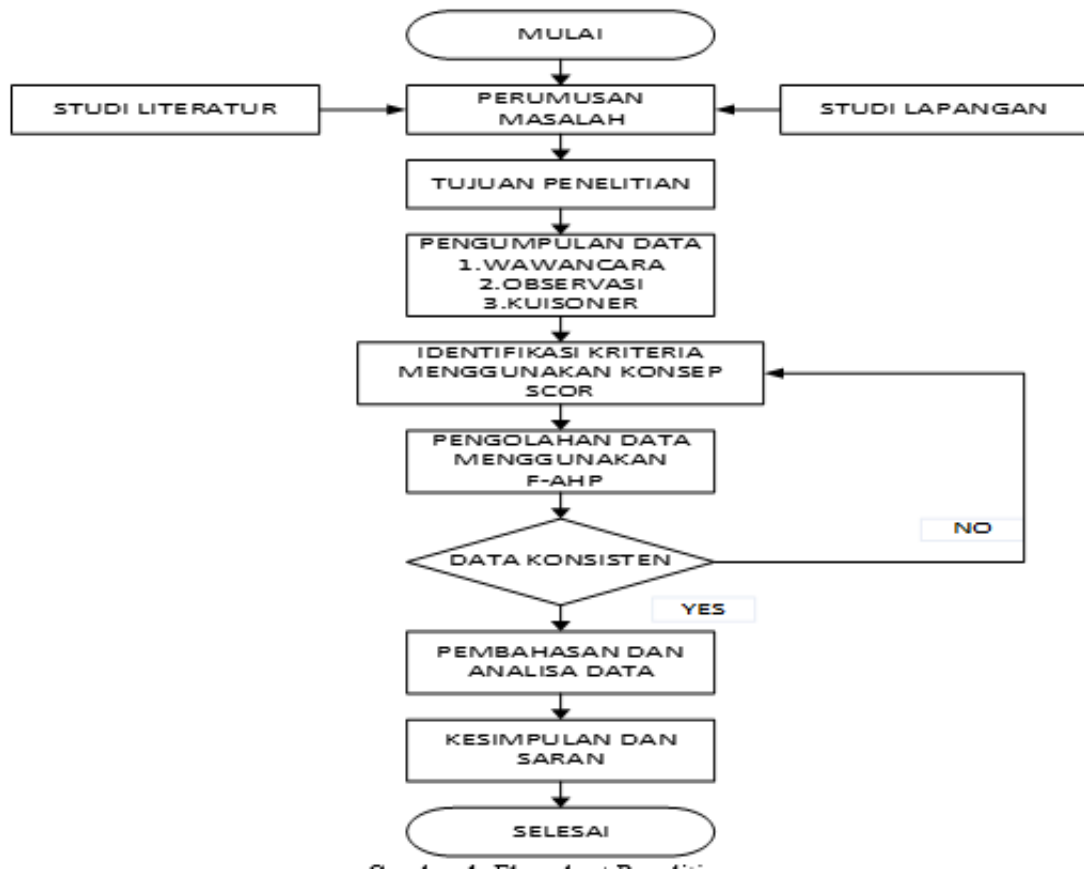 MULAI
STUDI LITERATUR
PERUMUSAN
MASALAH
STUDI LAPANGAN
TUJUAN PENELITIAN
PENGUMPULAN DATA
1.WAWANCARA
2.OBSERVASI
3.KUISONER
IDENTIFIKASI KRITERIA
MENGGUNAKAN KONSEP
SCOR
PENGOLAHAN DATA
MENGGUNAKAN
F-AHP
NO
DATA KONSISTEN
YES
PEMBAHASAN DAN
ANALISA DATA
KESIMPULAN DAN
SARAN
SELESAI